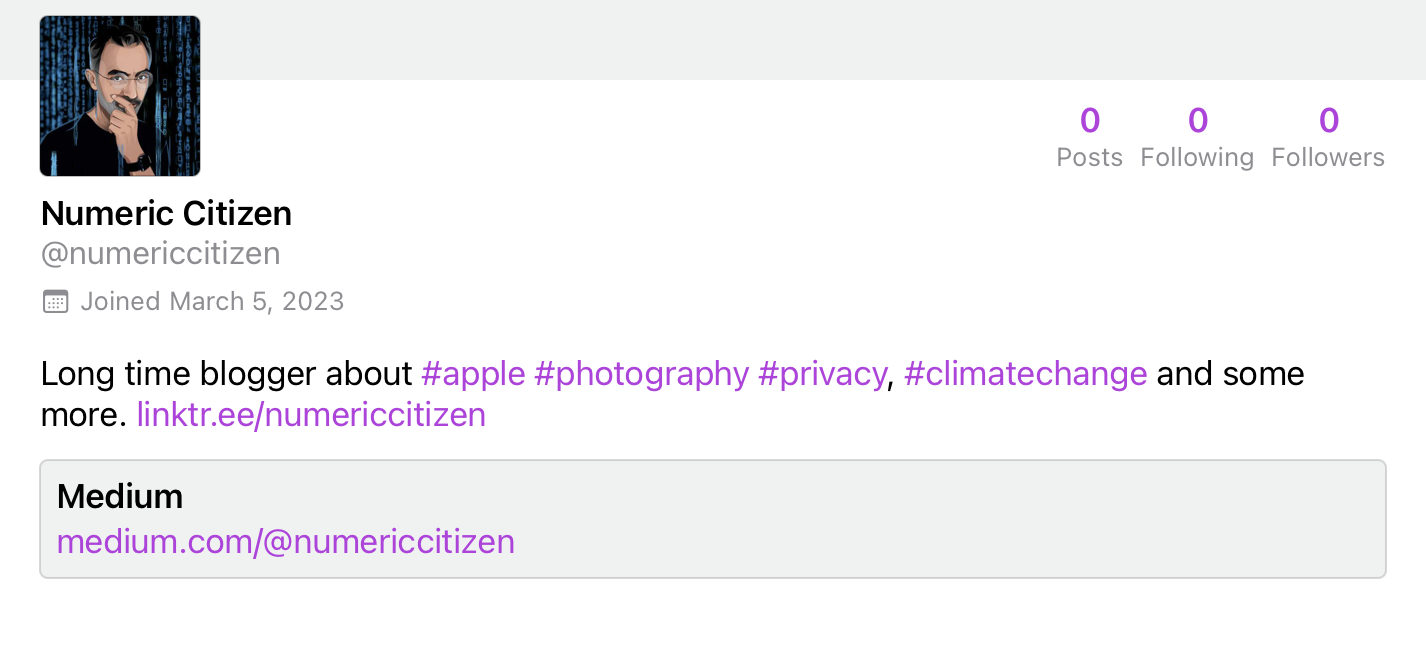 0 0 0
Posts Following Followers
Numeric Citizen
@numericcitizen
Joined March 5, 2023
Long time blogger about #apple #photography #privacy, #climatechange and some
more. linktr.ee/numericcitizen
Medium
medium.com/@numericcitizen